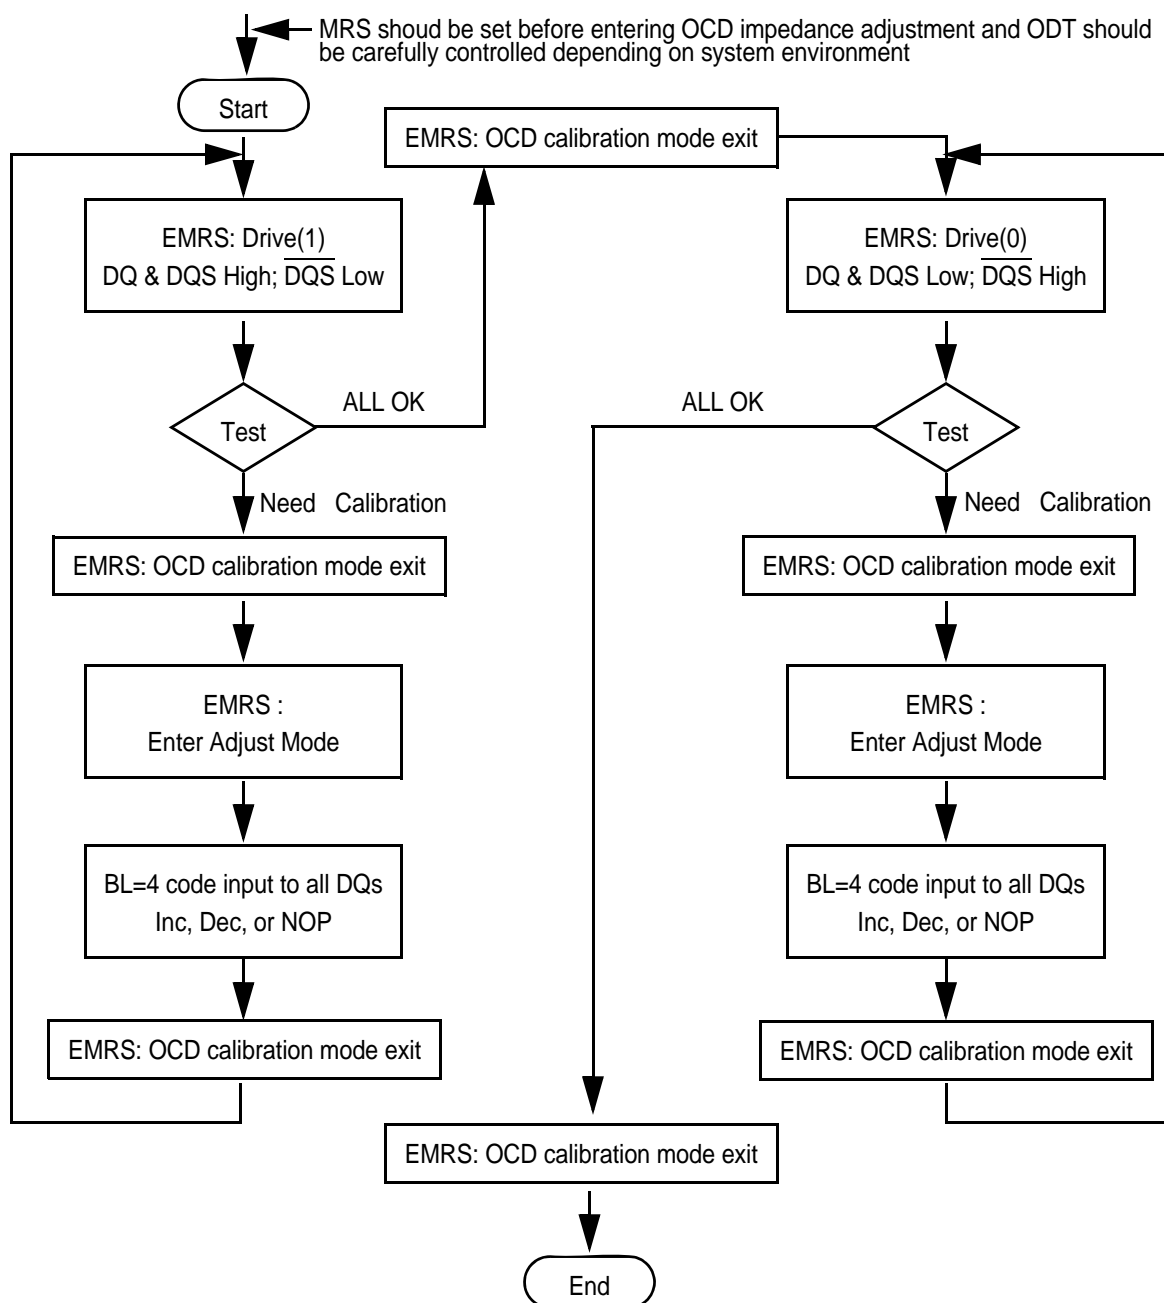 MRS shoud be set before entering OCD impedance adjustment and ODT should
be carefully controlled depending on system environment
Start
EMRS: OCD calibration mode exit
EMRS: Drive(1)
DQ & DQS High; D̅Q̅S̅ Low
Test
ALL OK
Need Calibration
EMRS: OCD calibration mode exit
EMRS :
Enter Adjust Mode
BL=4 code input to all DQs
Inc, Dec, or NOP
EMRS: OCD calibration mode exit
EMRS: Drive(0)
DQ & DQS Low; D̅Q̅S̅ High
Test
ALL OK
Need Calibration
EMRS: OCD calibration mode exit
EMRS :
Enter Adjust Mode
BL=4 code input to all DQs
Inc, Dec, or NOP
EMRS: OCD calibration mode exit
EMRS: OCD calibration mode exit
End